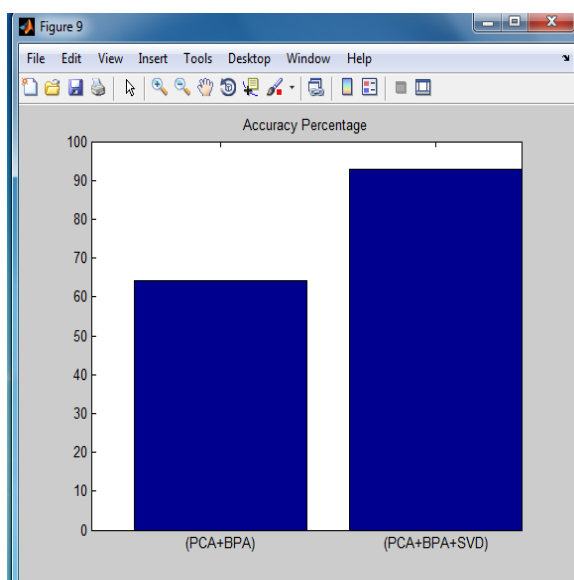 Figure 9
File Edit View Insert Tools Desktop Window Help
Accuracy Percentage
100
90
80
70
60
50
40
30
20
10
0
(PCA+BPA) (PCA+BPA+SVD)